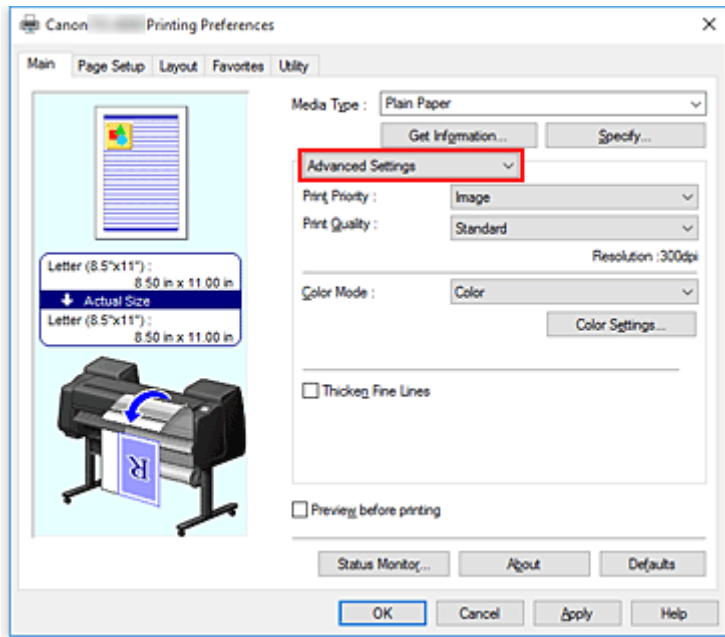 Canon Printing Preferences
Main Page Setup Layout Favorites Utility
Media Type : Plain Paper
Get Information... Specify...
Advanced Settings
Print Priority : Image
Print Quality : Standard
Resolution :300dpi
Letter (8.5"x11") :
8.50 in x 11.00 in
Actual Size
Letter (8.5"x11") :
8.50 in x 11.00 in
Color Mode : Color
Color Settings...
Thicken Fine Lines
R
Preview before printing
Status Monitor... About Defaults
OK Cancel Apply Help